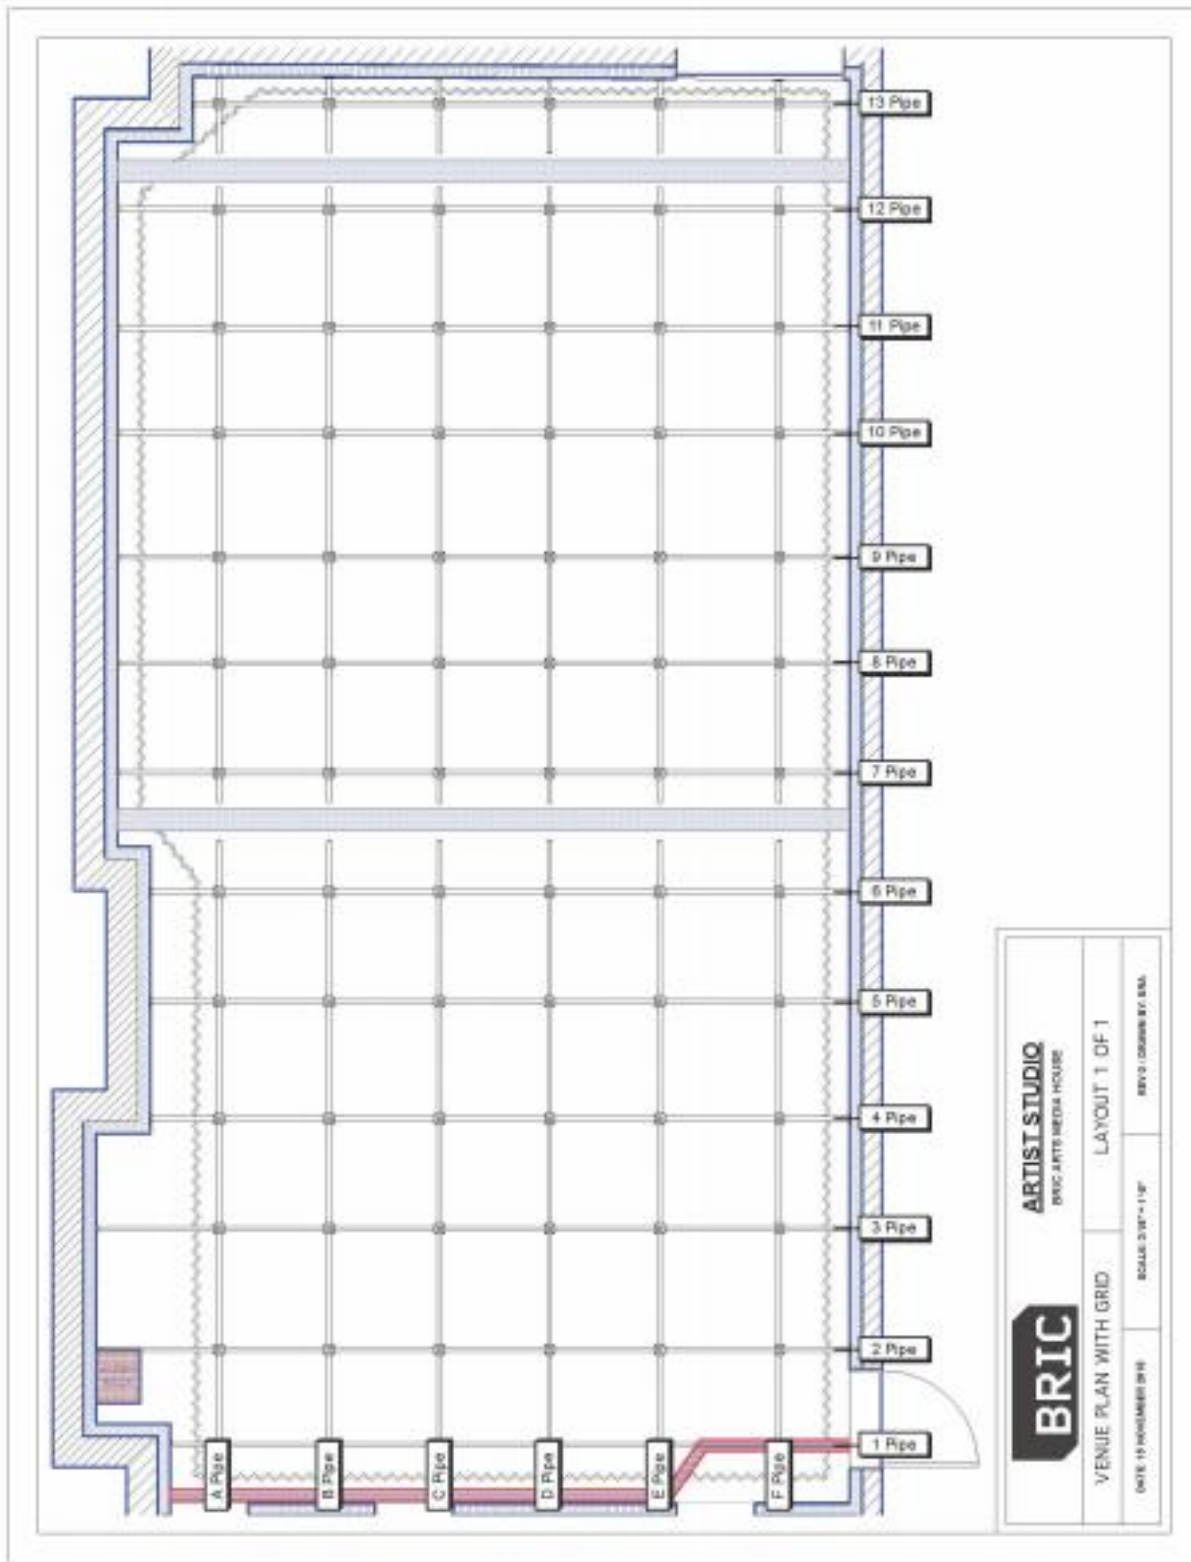 13 Pipe
12 Pipe
11 Pipe
10 Pipe
9 Pipe
8 Pipe
7 Pipe
6 Pipe
5 Pipe
4 Pipe
3 Pipe
2 Pipe
1 Pipe
A Pipe
B Pipe
C Pipe
D Pipe
E Pipe
F Pipe
BRIC
ARTIST STUDIO
BRIC ARTS MEDIA HOUSE
VENUE PLAN WITH GRID
LAYOUT 1 OF 1